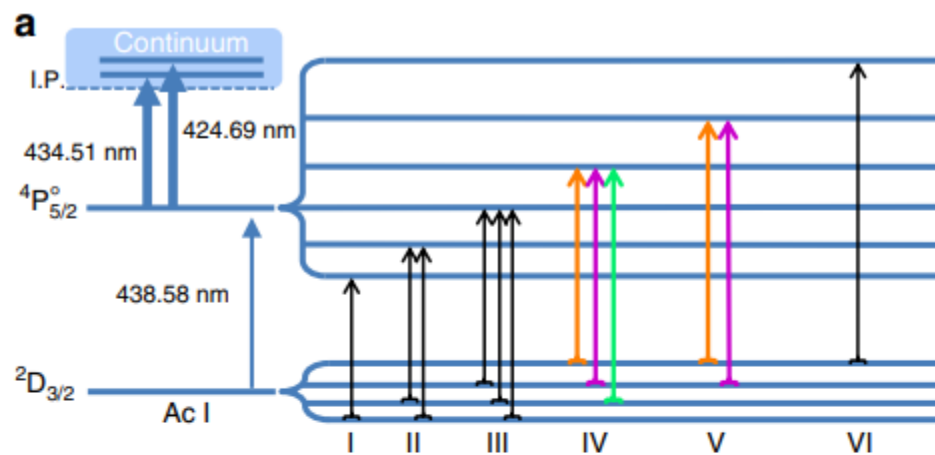 a
Continuum
I.P.
424.69 nm
434.51 nm
⁴P°₅/₂
438.58 nm
²D₃/₂
Ac I
I II III IV V VI